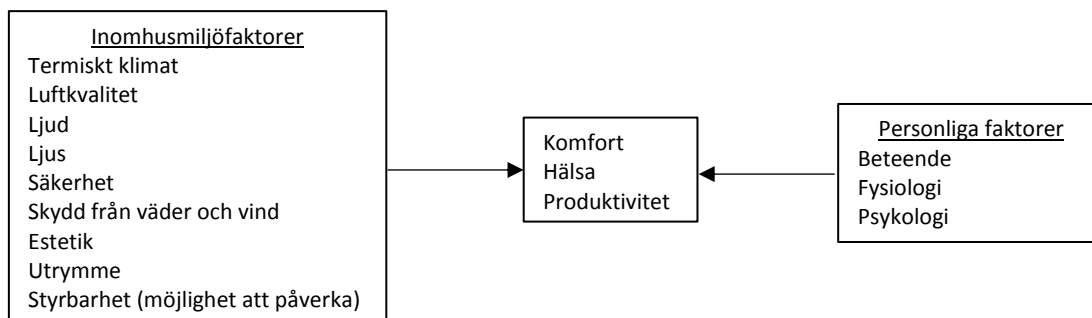 Inomhusmiljöfaktorer
Termiskt klimat
Luftkvalitet
Ljud
Ljus
Säkerhet
Skydd från väder och vind
Estetik
Utrymme
Styrbarhet (möjlighet att påverka)
Komfort
Hälsa
Produktivitet
Personliga faktorer
Beteende
Fysiologi
Psykologi